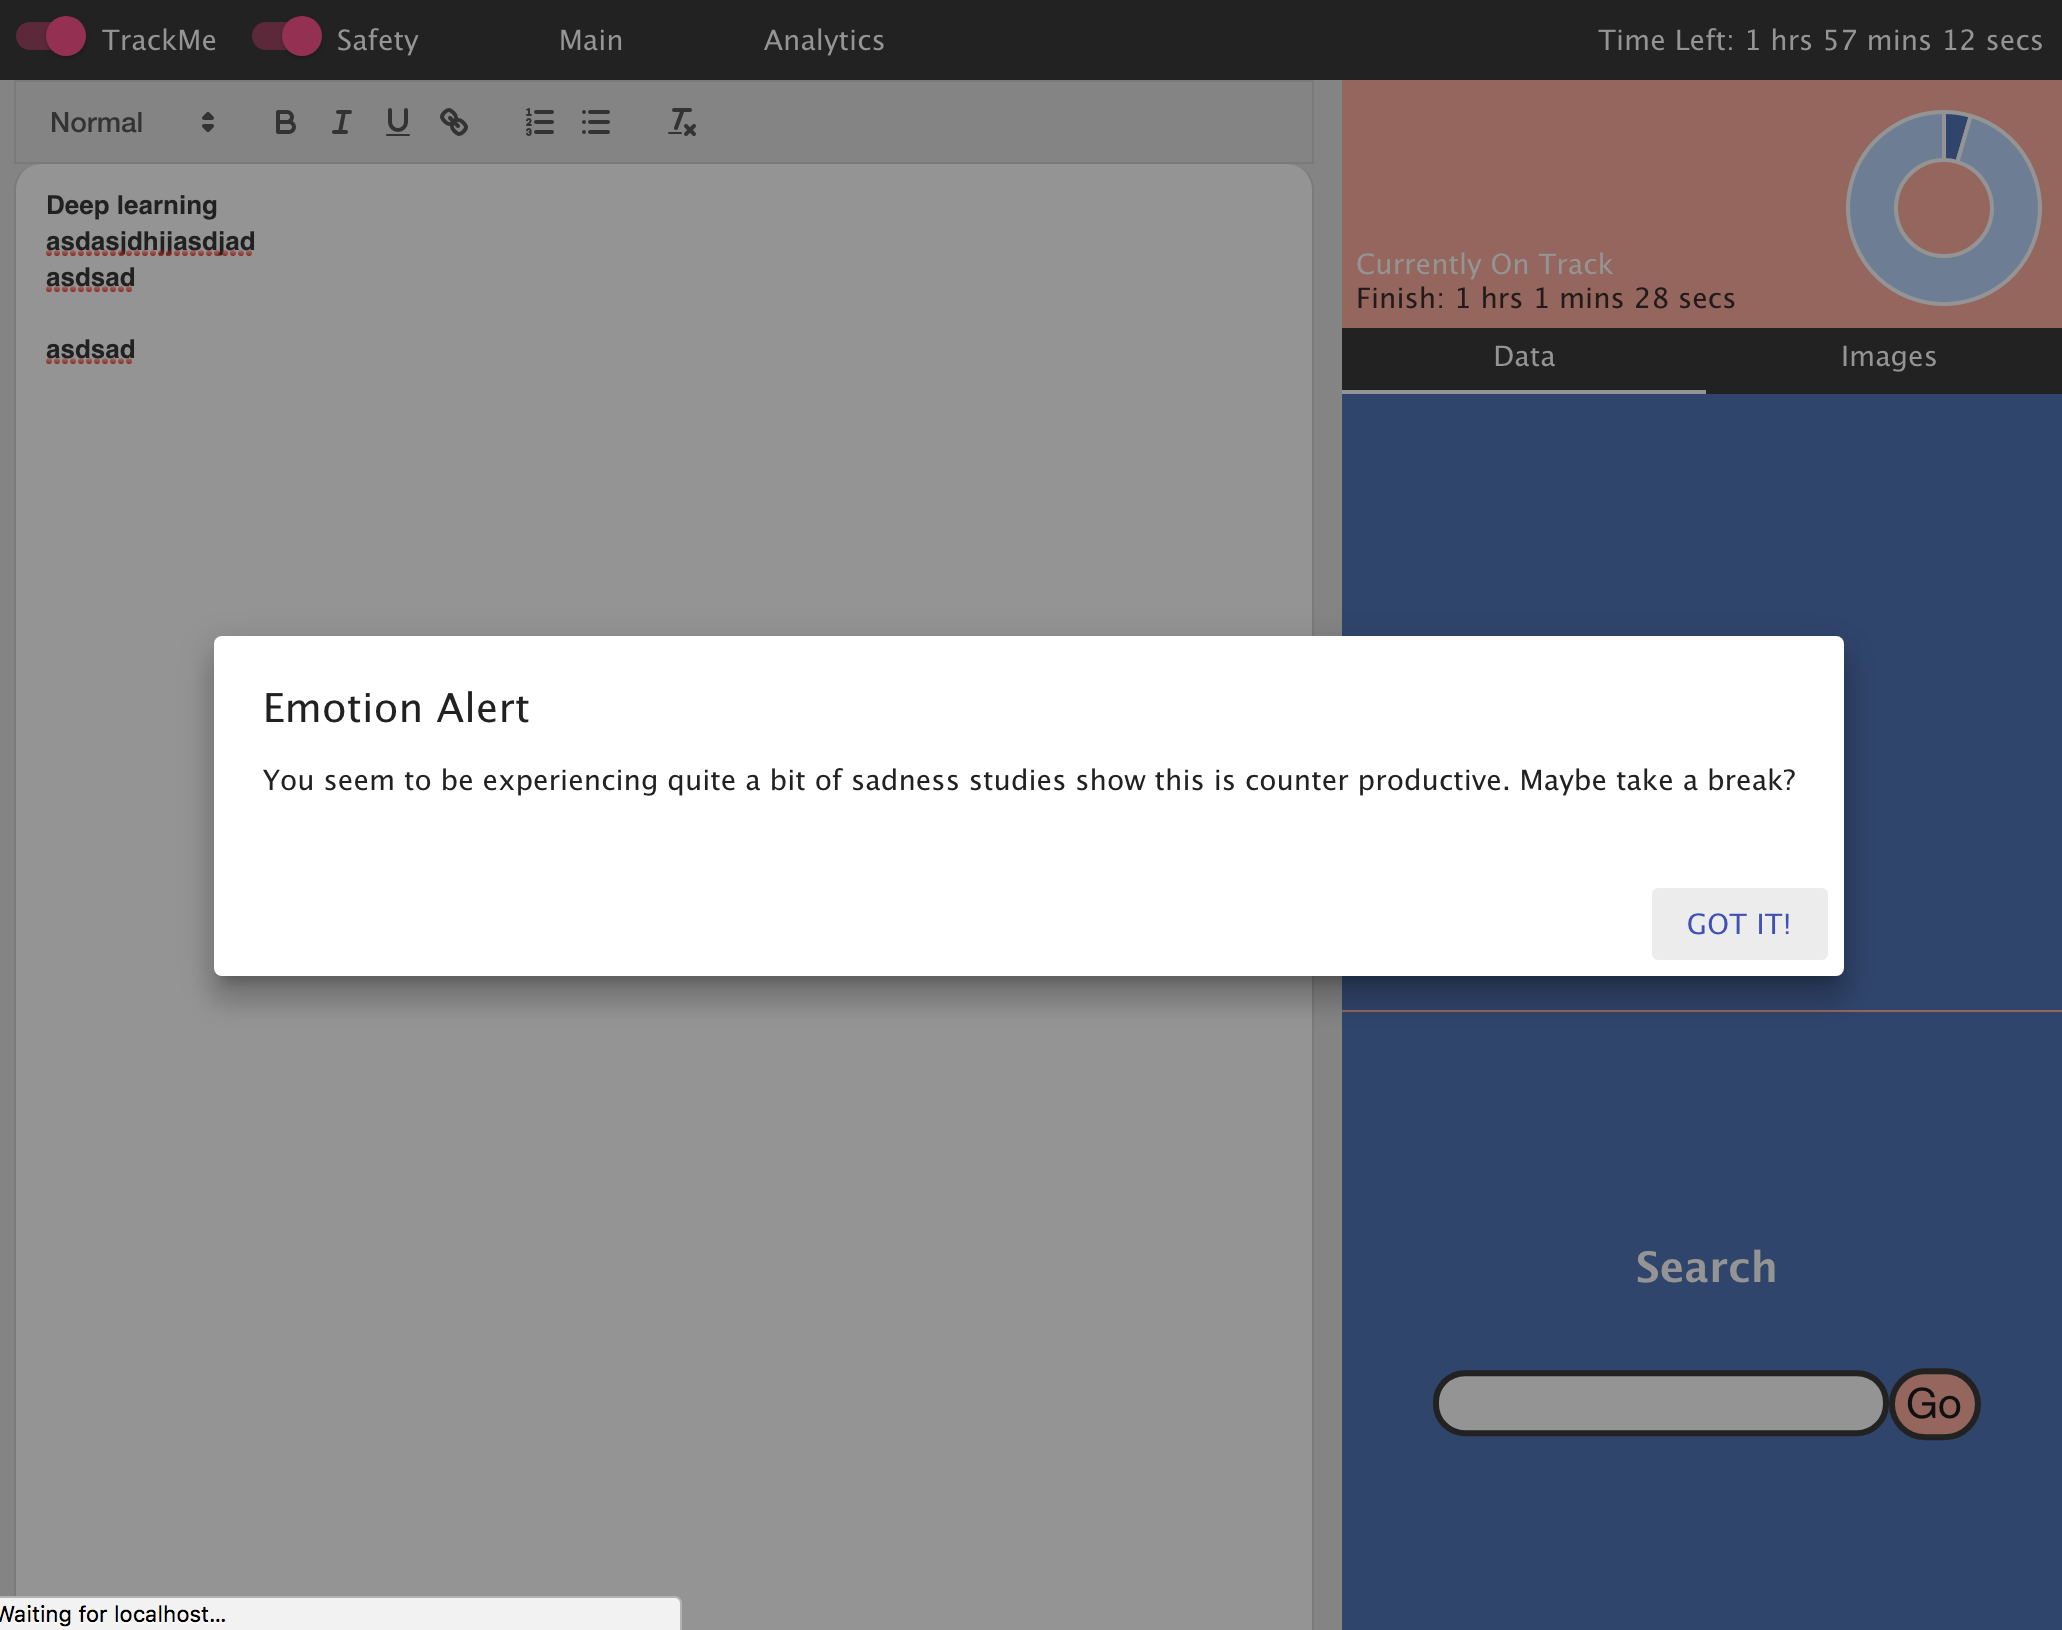 TrackMe Safety Main Analytics Time Left: 1 hrs 57 mins 12 secs
Normal
Deep learning
asdasjdhjjasdjad
asdsad
asdsad
Currently On Track
Finish: 1 hrs 1 mins 28 secs
Data Images
Emotion Alert
You seem to be experiencing quite a bit of sadness studies show this is counter productive. Maybe take a break?
GOT IT!
Search
Go
Waiting for localhost...